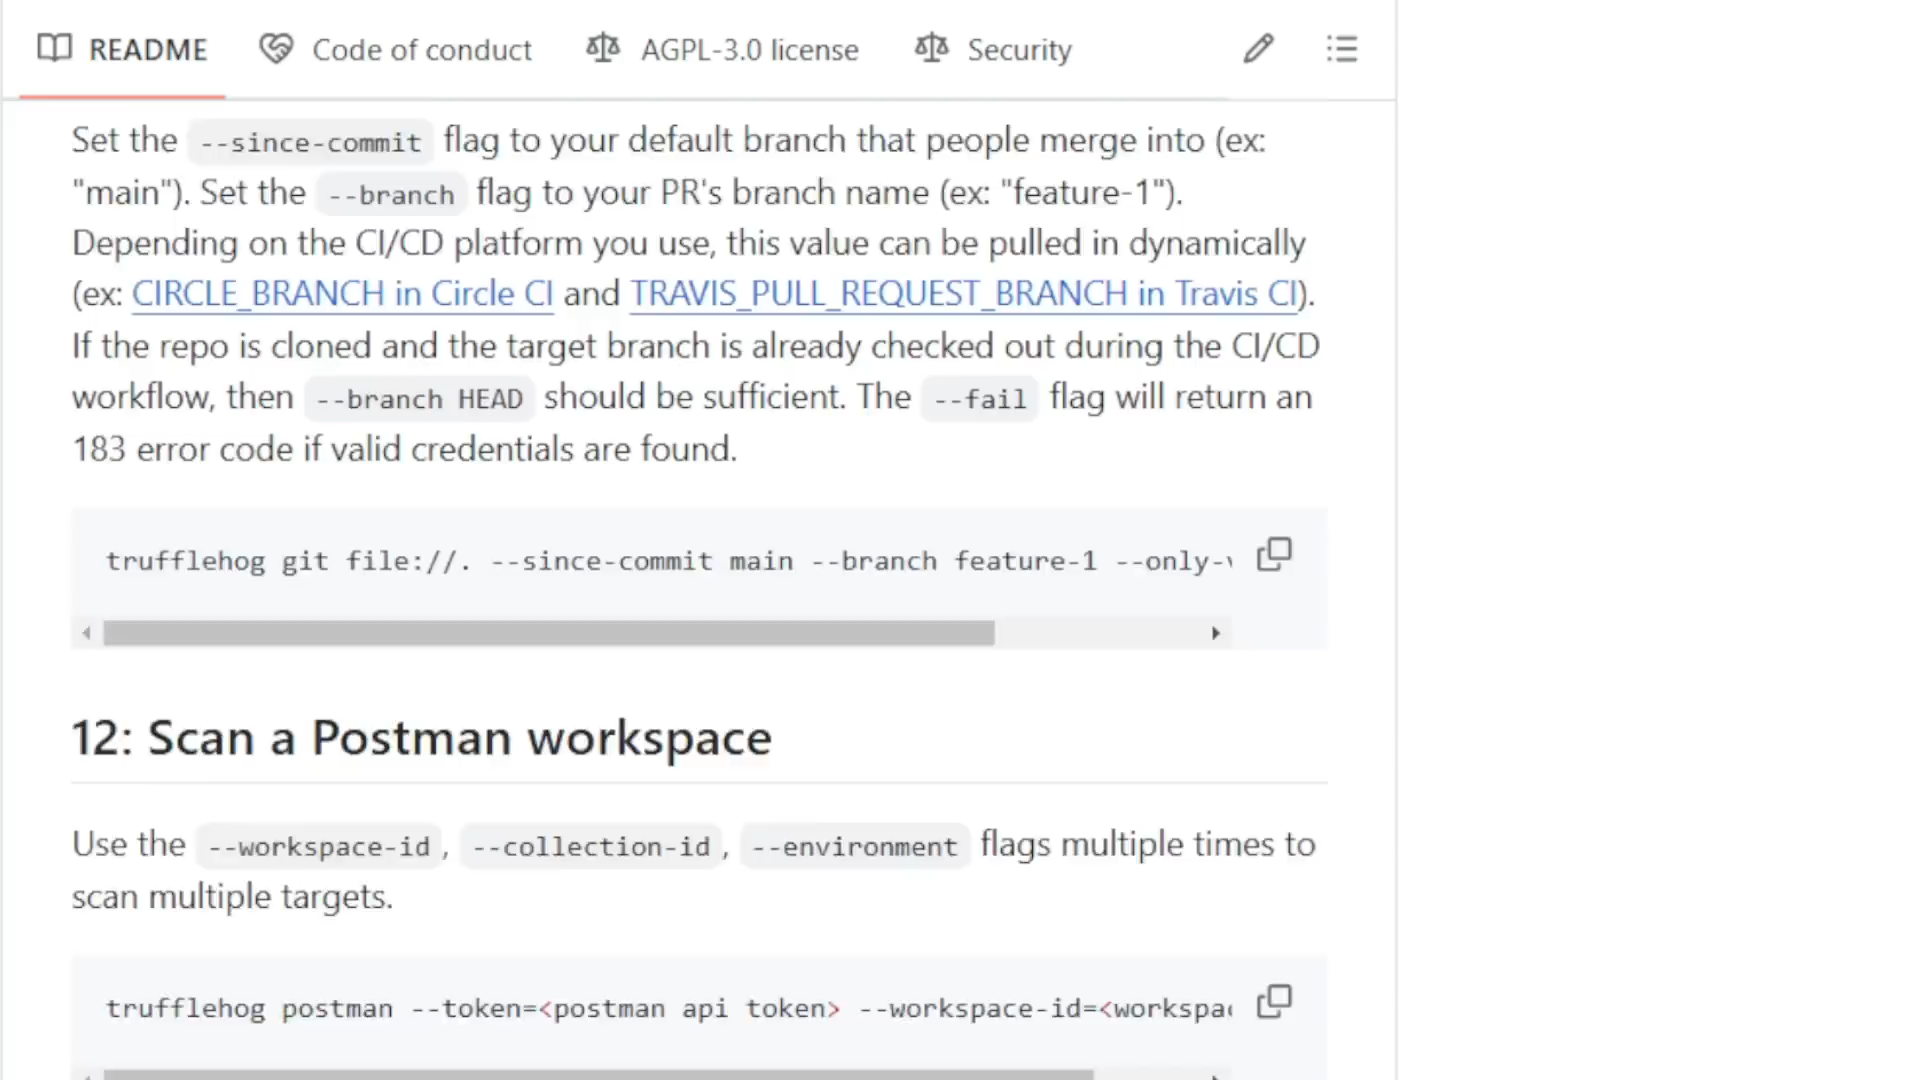 README Code of conduct AGPL-3.0 license Security
Set the --since-commit flag to your default branch that people merge into (ex:
"main"). Set the --branch flag to your PR's branch name (ex: "feature-1").
Depending on the CI/CD platform you use, this value can be pulled in dynamically
(ex: CIRCLE_BRANCH in Circle CI and TRAVIS_PULL_REQUEST_BRANCH in Travis CI).
If the repo is cloned and the target branch is already checked out during the CI/CD
workflow, then --branch HEAD should be sufficient. The --fail flag will return an
183 error code if valid credentials are found.
trufflehog git file://. --since-commit main --branch feature-1 --only-
12: Scan a Postman workspace
Use the --workspace-id, --collection-id, --environment flags multiple times to
scan multiple targets.
trufflehog postman --token=<postman api token> --workspace-id=<workspa